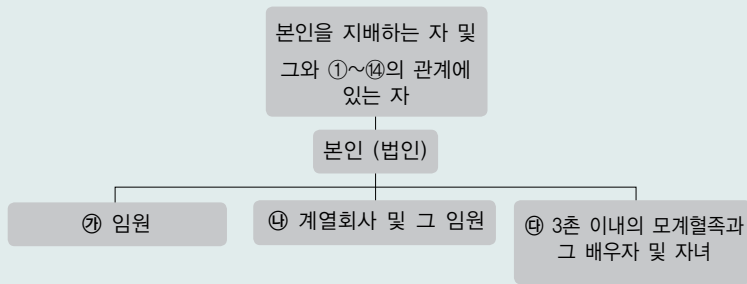 본인을 지배하는 자 및
그와 ①~⑭의 관계에
있는 자
본인 (법인)
㉮ 임원
㉯ 계열회사 및 그 임원
㉰ 3촌 이내의 모계혈족과
그 배우자 및 자녀